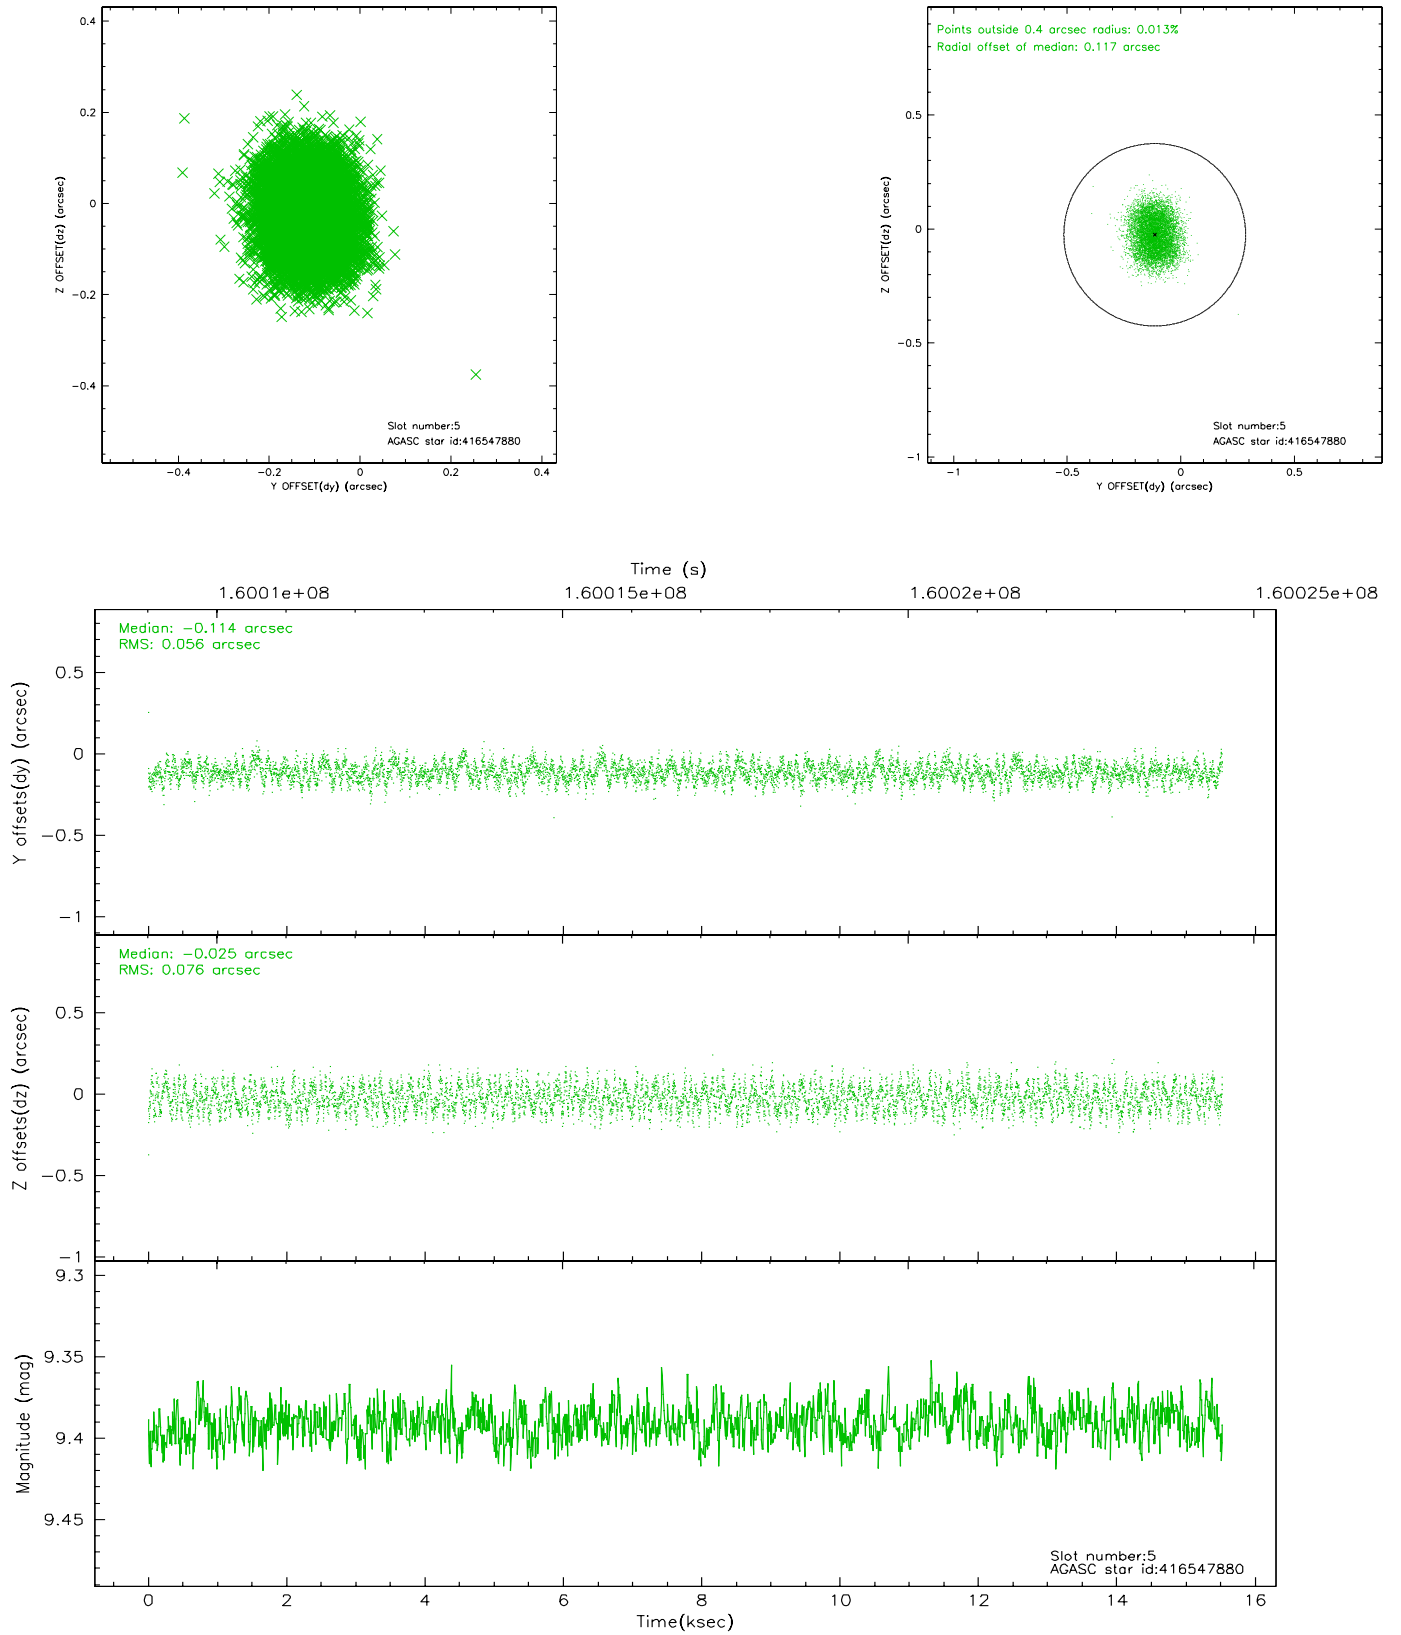 0.4
0.2
0
−0.2
−0.4
Z OFFSET(dz) (arcsec)
Slot number:5
AGASC star id:416547880
−0.4 −0.2 0 0.2 0.4
Y OFFSET(dy) (arcsec)
Points outside 0.4 arcsec radius: 0.013%
Radial offset of median: 0.117 arcsec
0.5
0
−0.5
−1
Z OFFSET(dz) (arcsec)
Slot number:5
AGASC star id:416547880
−1 −0.5 0 0.5
Y OFFSET(dy) (arcsec)
Time (s)
1.6001e+08 1.60015e+08 1.6002e+08 1.60025e+08
Median: −0.114 arcsec
RMS: 0.056 arcsec
0.5
0
−0.5
−1
Y offsets(dy) (arcsec)
Median: −0.025 arcsec
RMS: 0.076 arcsec
0.5
0
−0.5
−1
Z offsets(dz) (arcsec)
9.3
9.35
9.4
9.45
Magnitude (mag)
Slot number:5
AGASC star id:416547880
0 2 4 6 8 10 12 14 16
Time(ksec)